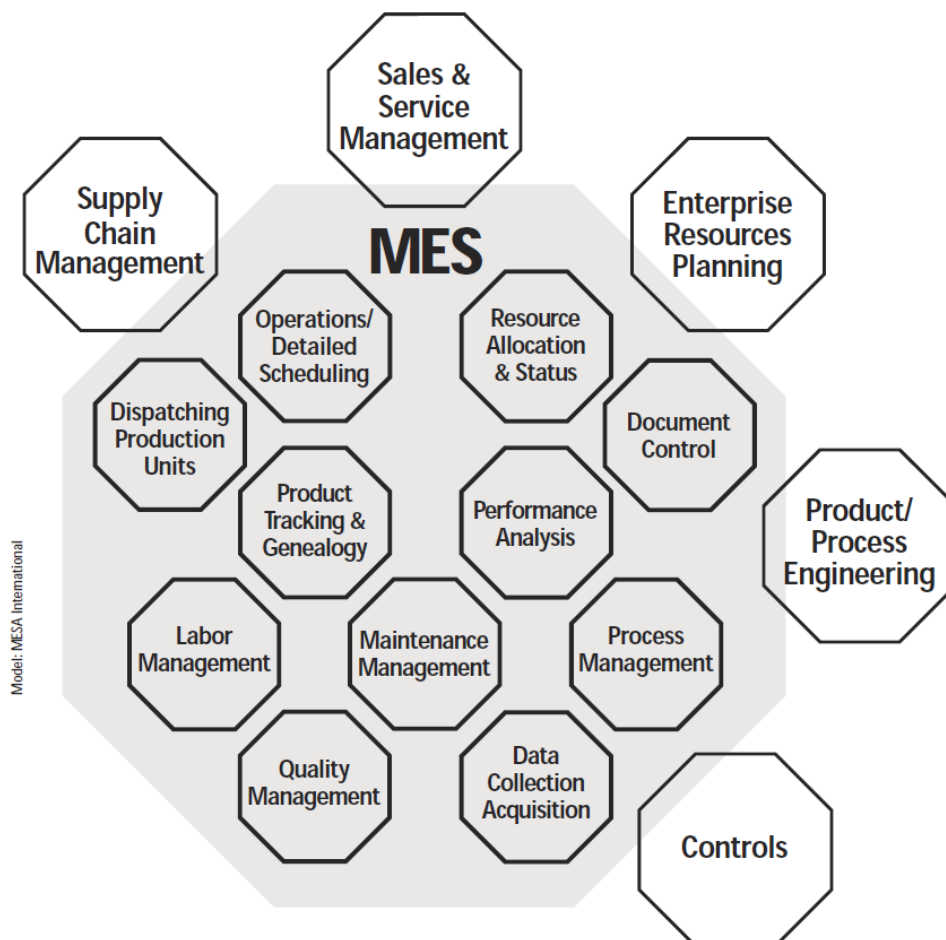 Sales &
Service
Management
Supply
Chain
Management
Enterprise
Resources
Planning
MES
Operations/
Detailed
Scheduling
Resource
Allocation
& Status
Dispatching
Production
Units
Document
Control
Product
Tracking &
Genealogy
Performance
Analysis
Product/
Process
Engineering
Labor
Management
Maintenance
Management
Process
Management
Quality
Management
Data
Collection
Acquisition
Controls
Model: MESA International